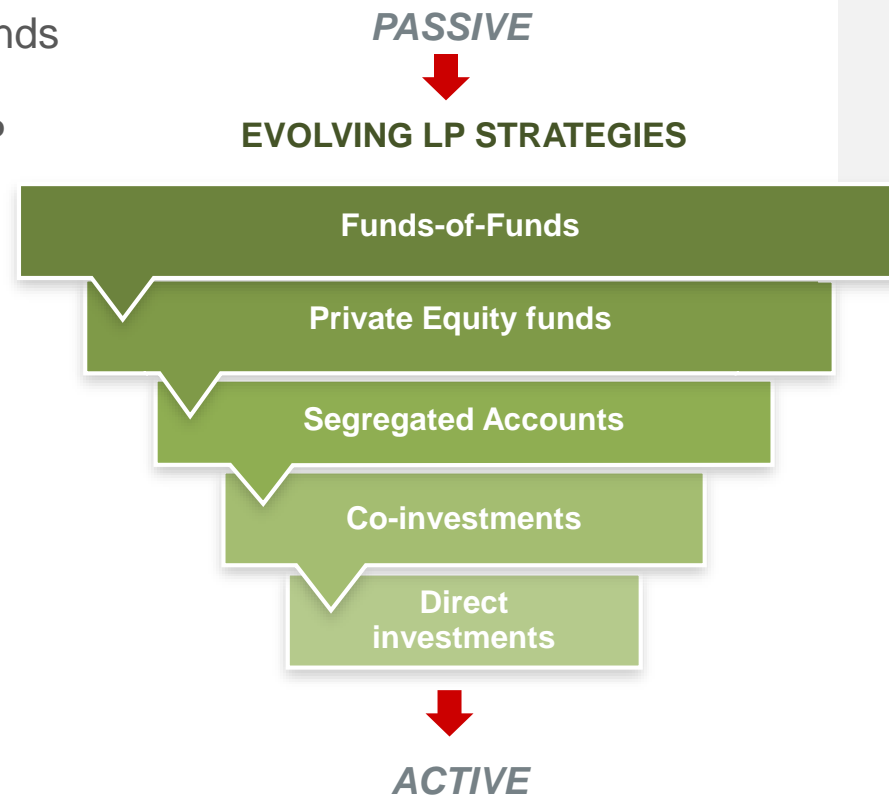 PASSIVE
EVOLVING LP STRATEGIES
Funds-of-Funds
Private Equity funds
Segregated Accounts
Co-investments
Direct
investments
ACTIVE